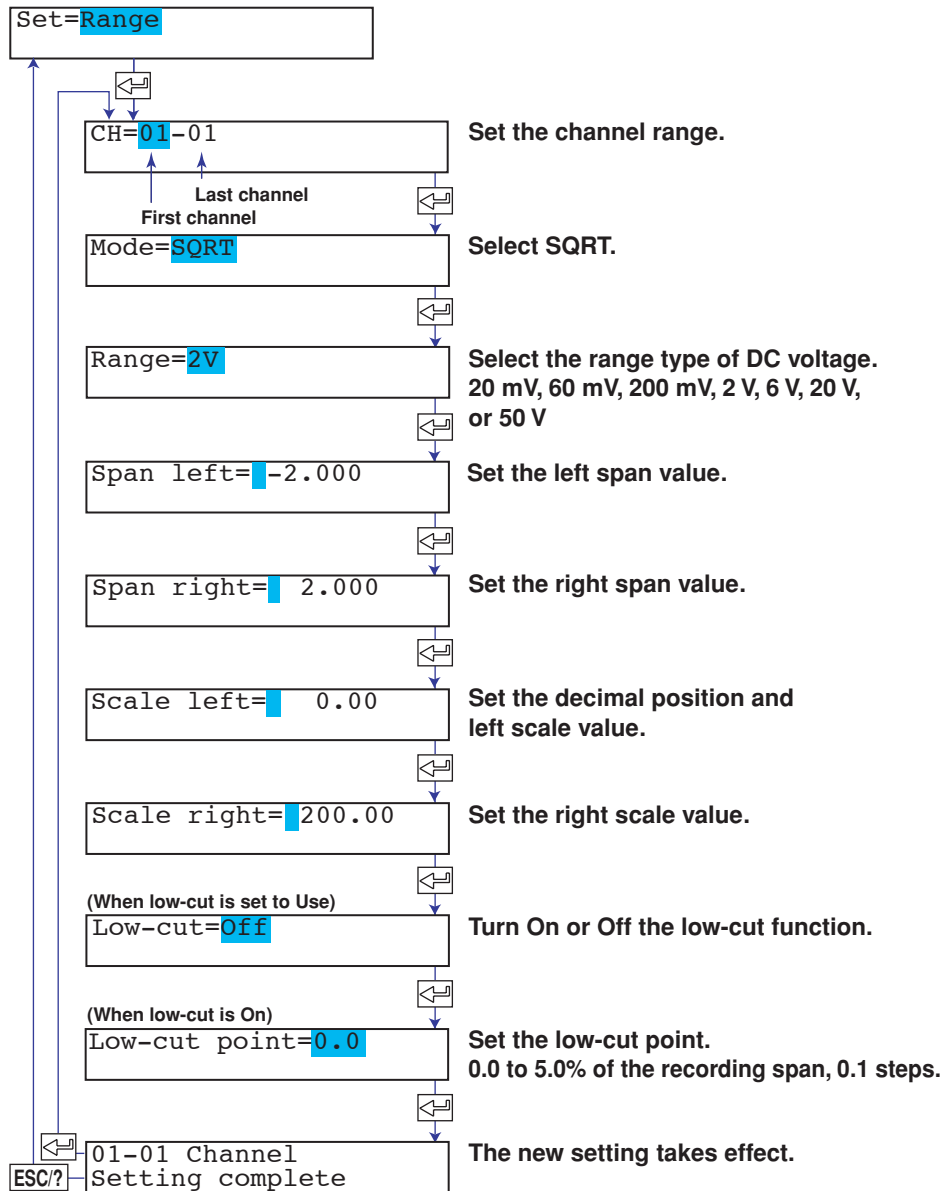 Set=Range
CH=01-01
Set the channel range.
Last channel
First channel
Mode=SQRT
Select SQRT.
Range=2V
Select the range type of DC voltage.
20 mV, 60 mV, 200 mV, 2 V, 6 V, 20 V,
or 50 V
Span left= -2.000
Set the left span value.
Span right= 2.000
Set the right span value.
Scale left= 0.00
Set the decimal position and
left scale value.
Scale right= 200.00
Set the right scale value.
(When low-cut is set to Use)
Low-cut=Off
Turn On or Off the low-cut function.
(When low-cut is On)
Low-cut point=0.0
Set the low-cut point.
0.0 to 5.0% of the recording span, 0.1 steps.
01-01 Channel
The new setting takes effect.
ESC/?
Setting complete